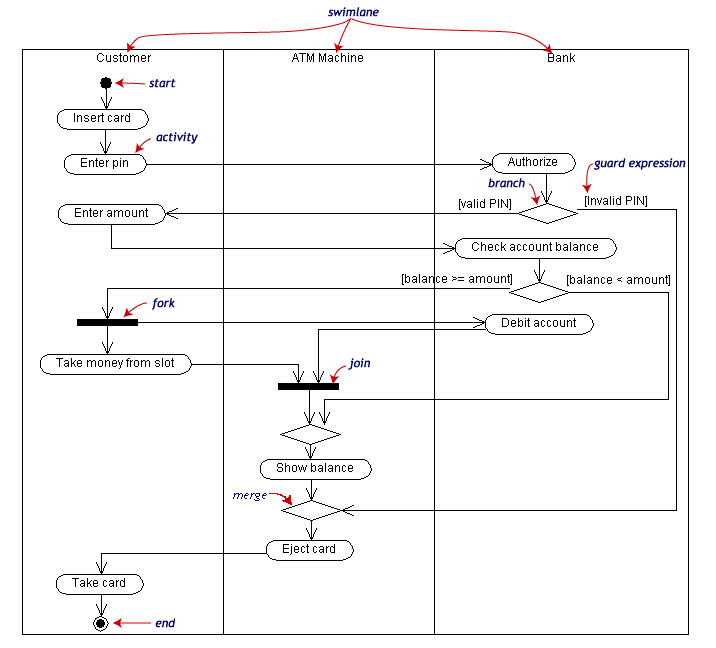 swimlane
Customer
ATM Machine
Bank
start
Insert card
activity
Enter pin
Authorize
guard expression
branch
[valid PIN]
[Invalid PIN]
Enter amount
Check account balance
[balance >= amount]
[balance < amount]
fork
Debit account
Take money from slot
join
Show balance
merge
Eject card
Take card
end